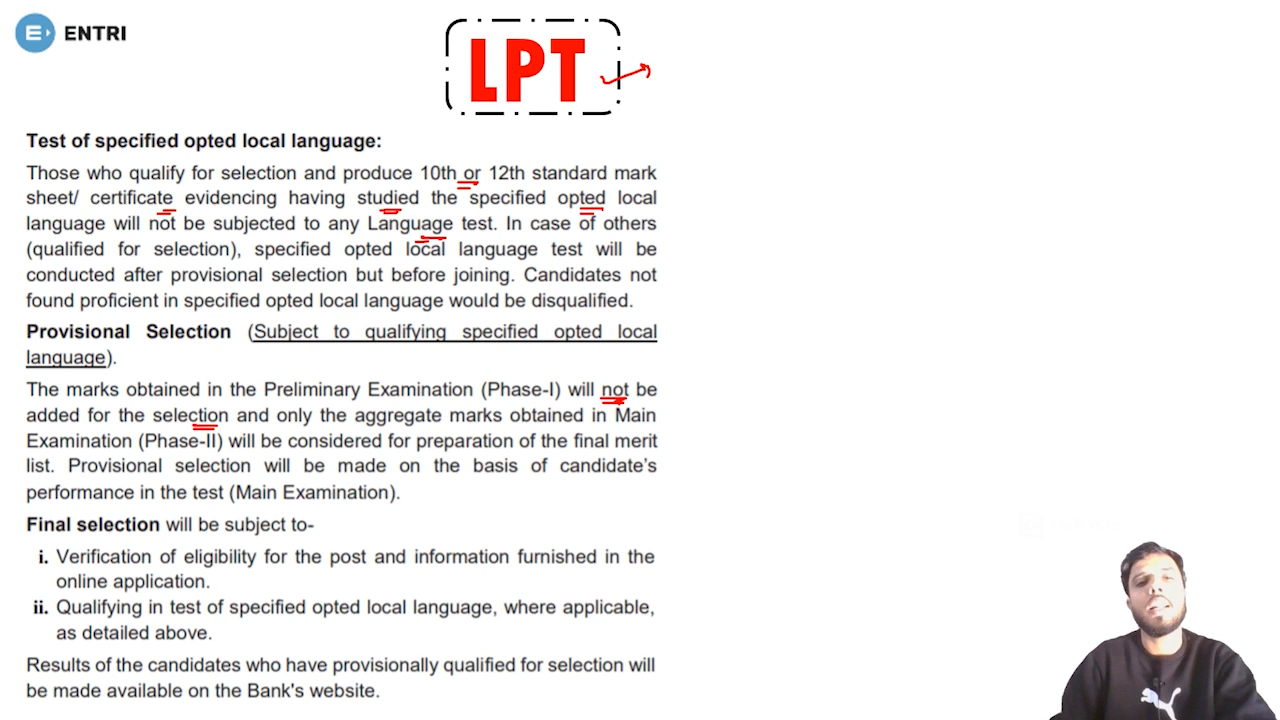 ENTRI
LPT
Test of specified opted local language:
Those who qualify for selection and produce 10th or 12th standard mark
sheet/ certificate evidencing having studied the specified opted local
language will not be subjected to any Language test. In case of others
(qualified for selection), specified opted local language test will be
conducted after provisional selection but before joining. Candidates not
found proficient in specified opted local language would be disqualified.
Provisional Selection (Subject to qualifying specified opted local
language).
The marks obtained in the Preliminary Examination (Phase-I) will not be
added for the selection and only the aggregate marks obtained in Main
Examination (Phase-II) will be considered for preparation of the final merit
list. Provisional selection will be made on the basis of candidate's
performance in the test (Main Examination).
Final selection will be subject to-
i. Verification of eligibility for the post and information furnished in the
online application.
ii. Qualifying in test of specified opted local language, where applicable,
as detailed above.
Results of the candidates who have provisionally qualified for selection will
be made available on the Bank's website.